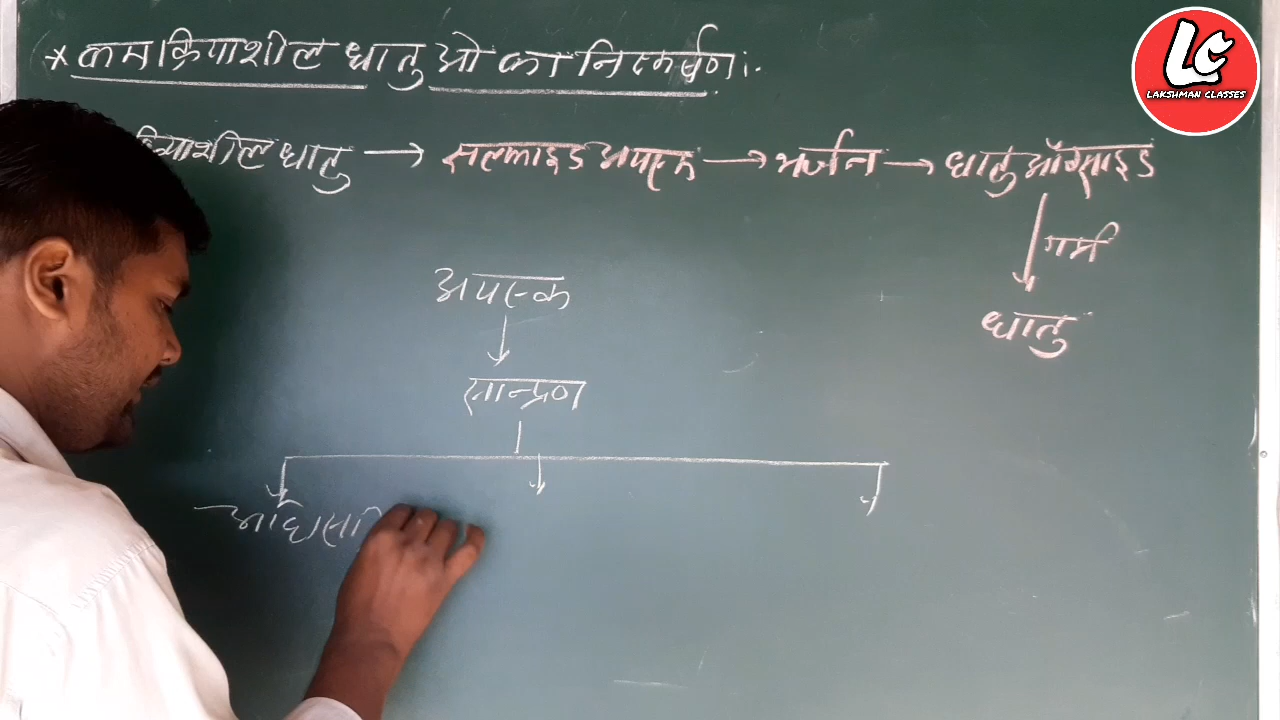 * कम क्रियाशील धातुओ का निष्कर्षण :-
क्रियाशील धातु → सल्फाइड अयस्क → भर्जन → धातु ऑक्साइड
गर्म
धातु
अयस्क
सान्द्रण
LC
LAKSHMAN CLASSES